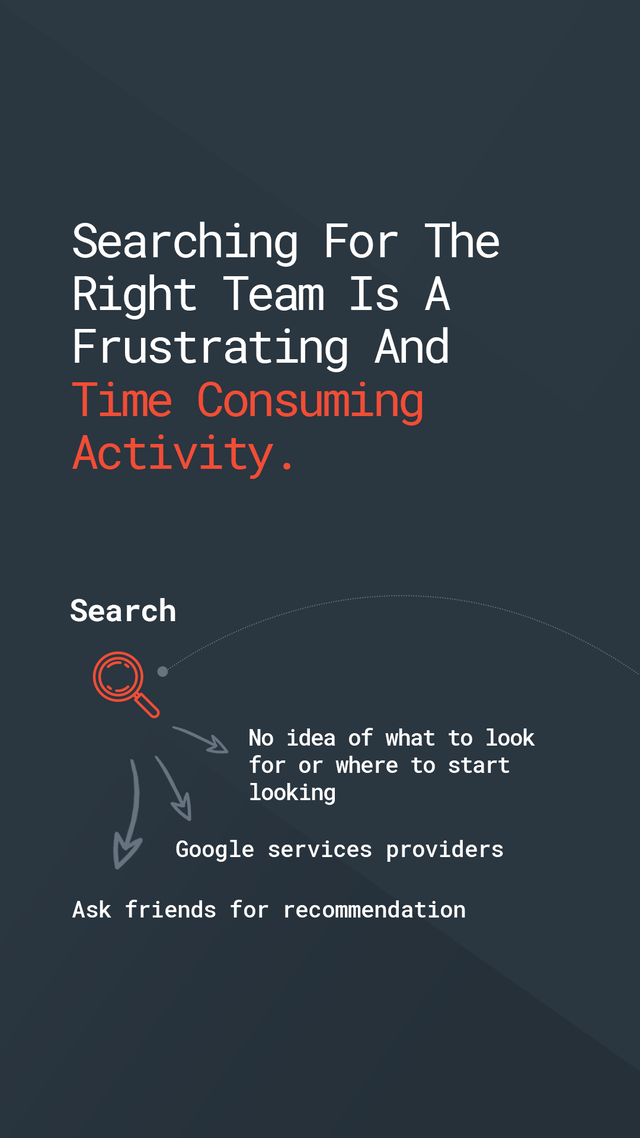 Searching For The
Right Team Is A
Frustrating And
Time Consuming
Activity.
Search
No idea of what to look
for or where to start
looking
Google services providers
Ask friends for recommendation